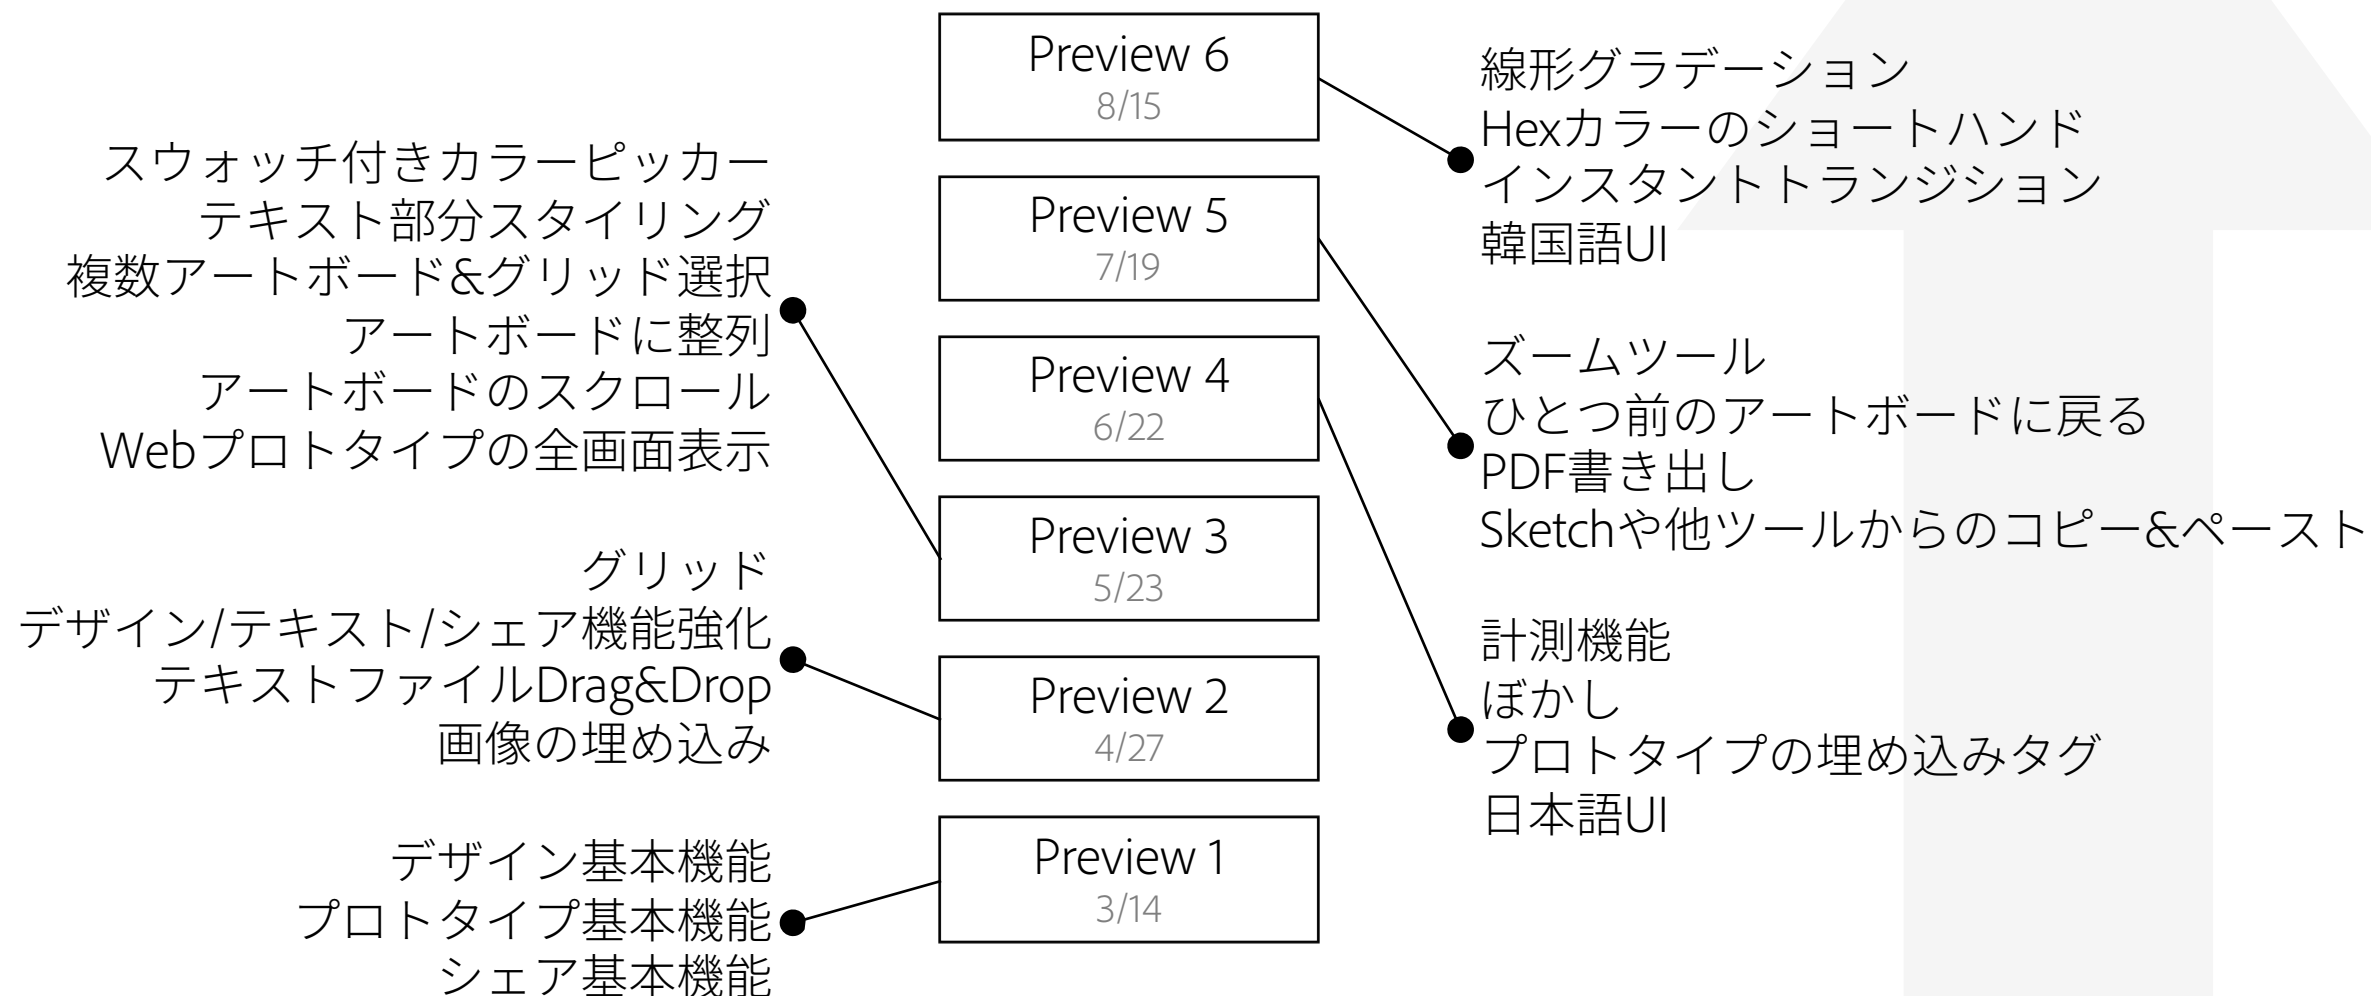 Preview 6
8/15
線形グラデーション
Hexカラーのショートハンド
インスタントトランジション
韓国語UI
Preview 5
7/19
ズームツール
ひとつ前のアートボードに戻る
PDF書き出し
Sketchや他ツールからのコピー&ペースト
Preview 4
6/22
計測機能
ぼかし
プロトタイプの埋め込みタグ
日本語UI
スウォッチ付きカラーピッカー
テキスト部分スタイリング
複数アートボード&グリッド選択
アートボードに整列
アートボードのスクロール
Webプロトタイプの全画面表示
Preview 3
5/23
グリッド
デザイン/テキスト/シェア機能強化
テキストファイルDrag&Drop
画像の埋め込み
Preview 2
4/27
デザイン基本機能
プロトタイプ基本機能
シェア基本機能
Preview 1
3/14